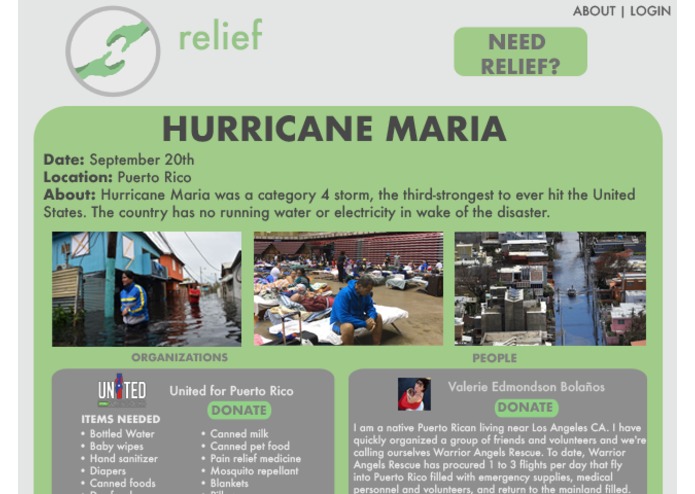 ABOUT | LOGIN
relief
NEED
RELIEF?
HURRICANE MARIA
Date: September 20th
Location: Puerto Rico
About: Hurricane Maria was a category 4 storm, the third-strongest to ever hit the United
States. The country has no running water or electricity in wake of the disaster.
ORGANIZATIONS
UNITED
United for Puerto Rico
DONATE
ITEMS NEEDED
• Bottled Water
• Baby wipes
• Hand sanitizer
• Diapers
• Canned foods
• Canned milk
• Canned pet food
• Pain relief medicine
• Mosquito repellant
• Blankets
PEOPLE
Valerie Edmondson Bolaños
DONATE
I am a native Puerto Rican living near Los Angeles CA. I have
quickly organized a group of friends and volunteers and we're
calling ourselves Warrior Angels Rescue. To date, Warrior
Angels Rescue has procured 1 to 3 flights per day that fly
into Puerto Rico filled with emergency supplies, medical
personel and volunteers, and return to the mainland filled,